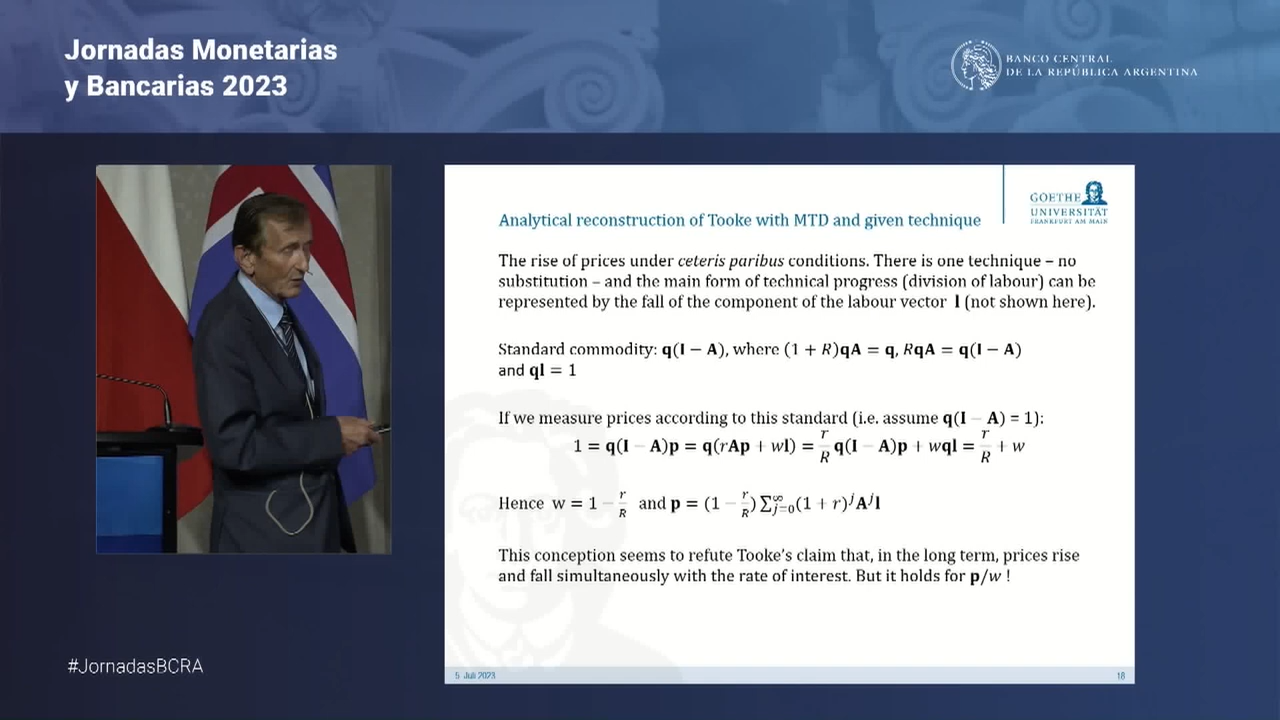 Jornadas Monetarias
y Bancarias 2023
BANCO CENTRAL
DE LA REPÚBLICA ARGENTINA
GOETHE
UNIVERSITÄT
FRANKFURT AM MAIN
Analytical reconstruction of Tooke with MTD and given technique
The rise of prices under ceteris paribus conditions. There is one technique – no
substitution – and the main form of technical progress (division of labour) can be
represented by the fall of the component of the labour vector l (not shown here).
Standard commodity: q(I − A), where (1 + R)qA = q, RqA = q(I − A)
and ql = 1
If we measure prices according to this standard (i.e. assume q(I − A) = 1):
1 = q(I − A)p = q(rAp + wl) = r/R q(I − A)p + wql = r/R + w
Hence w = 1 − r/R and p = (1 − r/R) ∑_{j=0}^{∞}(1 + r)^j A^j l
This conception seems to refute Tooke's claim that, in the long term, prices rise
and fall simultaneously with the rate of interest. But it holds for p/w !
5 Juli 2023
18
#JornadasBCRA